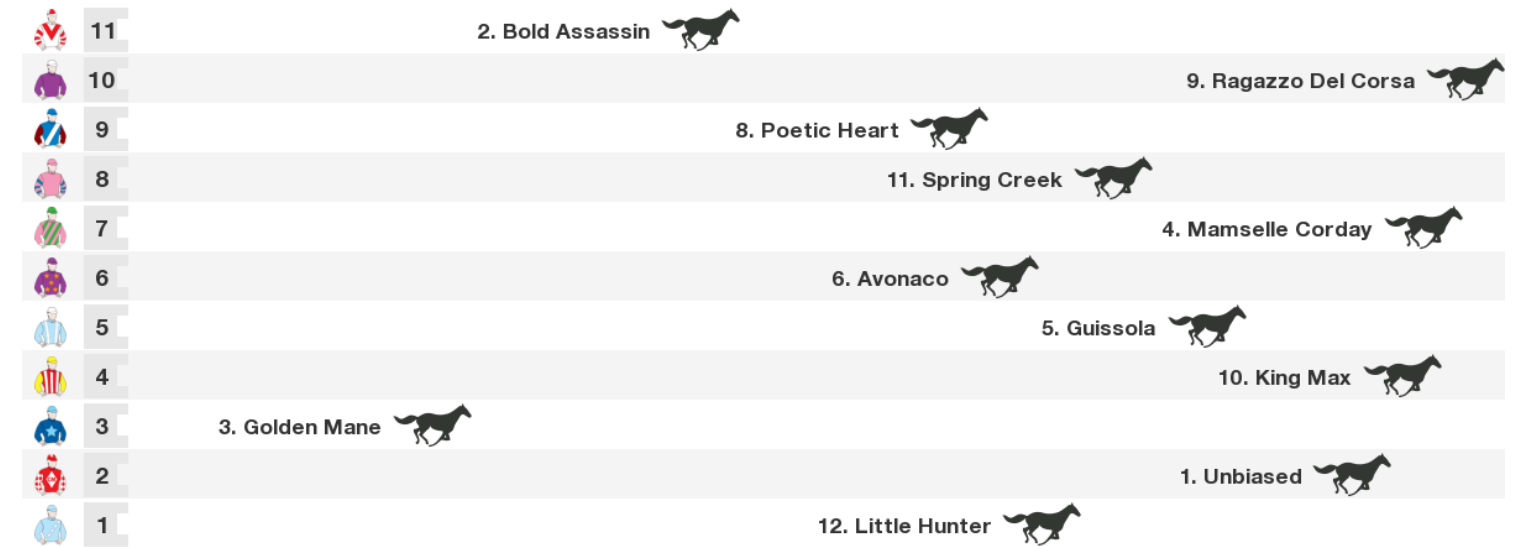 11 2. Bold Assassin
10 9. Ragazzo Del Corsa
9 8. Poetic Heart
8 11. Spring Creek
7 4. Mamselle Corday
6 6. Avonaco
5 5. Guissola
4 10. King Max
3 3. Golden Mane
2 1. Unbiased
1 12. Little Hunter